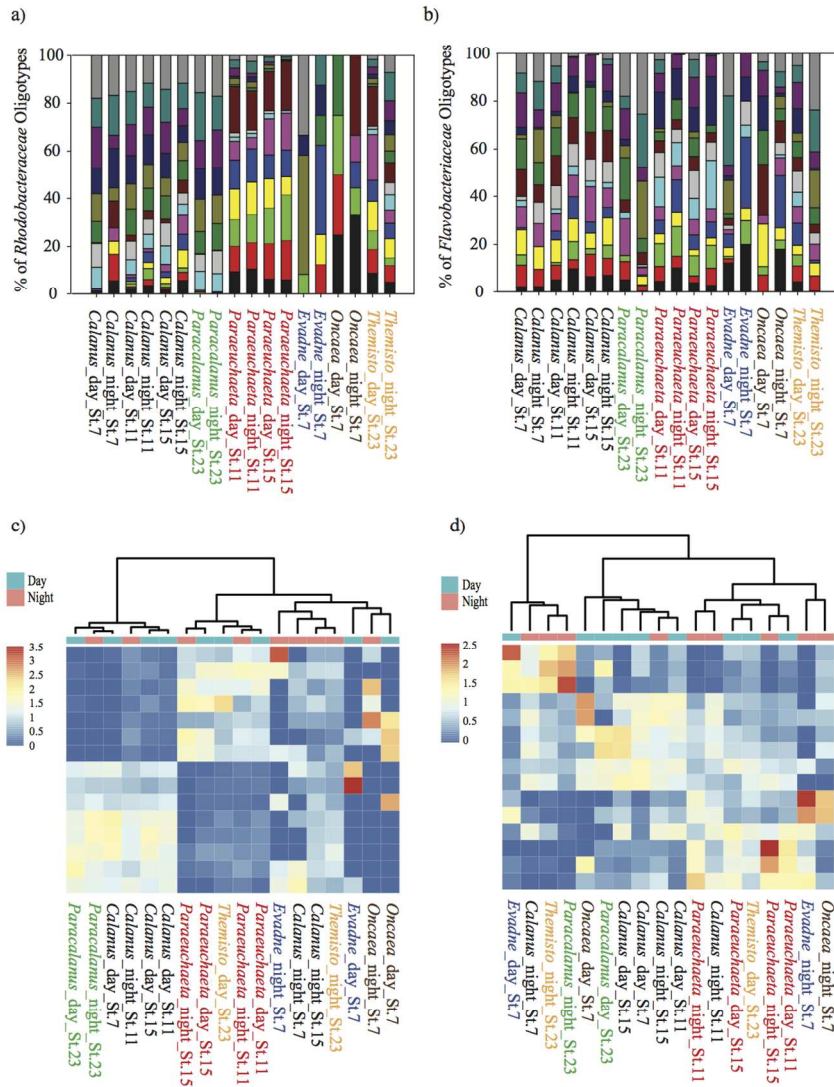 a)
b)
% of Rhodobacteraceae Oligotypes
100
80
60
40
20
0
Calanus_day_St.7
Calanus_night_St.7
Calanus_day_St.11
Calanus_night_St.11
Calanus_day_St.15
Calanus_night_St.15
Paracalanus_day_St.23
Paracalanus_night_St.23
Paraeuchaeta_day_St.11
Paraeuchaeta_night_St.11
Paraeuchaeta_day_St.15
Paraeuchaeta_night_St.15
Evadne_day_St.7
Evadne_night_St.7
Oncaea_day_St.7
Oncaea_night_St.7
Themisto_day_St.23
Themisto_night_St.23
% of Flavobacteriaceae Oligotypes
100
80
60
40
20
0
Calanus_day_St.7
Calanus_night_St.7
Calanus_day_St.11
Calanus_night_St.11
Calanus_day_St.15
Calanus_night_St.15
Paracalanus_day_St.23
Paracalanus_night_St.23
Paraeuchaeta_day_St.11
Paraeuchaeta_night_St.11
Paraeuchaeta_day_St.15
Paraeuchaeta_night_St.15
Evadne_day_St.7
Evadne_night_St.7
Oncaea_day_St.7
Oncaea_night_St.7
Themisto_day_St.23
Themisto_night_St.23
c)
Day
Night
3.5
3
2.5
2
1.5
1
0.5
0
Paracalanus_day_St.23
Paracalanus_night_St.23
Calanus_day_St.7
Calanus_night_St.11
Calanus_day_St.15
Calanus_day_St.11
Paraeuchaeta_night_St.15
Paraeuchaeta_day_St.15
Themisto_day_St.23
Paraeuchaeta_night_St.11
Paraeuchaeta_day_St.11
Evadne_night_St.7
Calanus_night_St.7
Calanus_night_St.15
Themisto_night_St.23
Evadne_day_St.7
Oncaea_night_St.7
Oncaea_day_St.7
d)
Day
Night
2.5
2
1.5
1
0.5
0
Evadne_day_St.7
Calanus_night_St.7
Themisto_night_St.23
Paracalanus_night_St.23
Oncaea_day_St.7
Paracalanus_day_St.23
Calanus_day_St.15
Calanus_day_St.7
Calanus_night_St.15
Calanus_day_St.11
Paraeuchaeta_night_St.11
Calanus_night_St.11
Paraeuchaeta_day_St.15
Themisto_day_St.23
Paraeuchaeta_night_St.15
Paraeuchaeta_day_St.11
Evadne_night_St.7
Oncaea_night_St.7